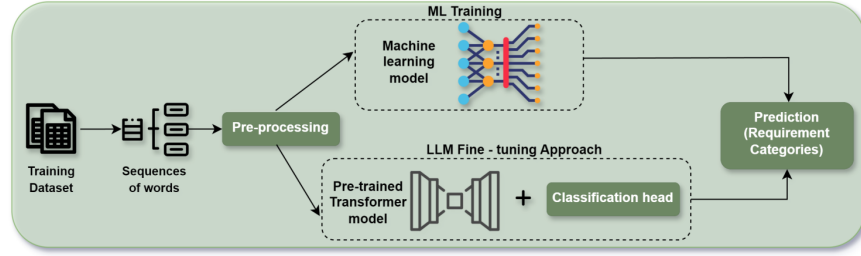 ML Training
Machine
learning
model
Training
Dataset
Sequences
of words
Pre-processing
LLM Fine - tuning Approach
Pre-trained
Transformer
model
+
Classification head
Prediction
(Requirement
Categories)